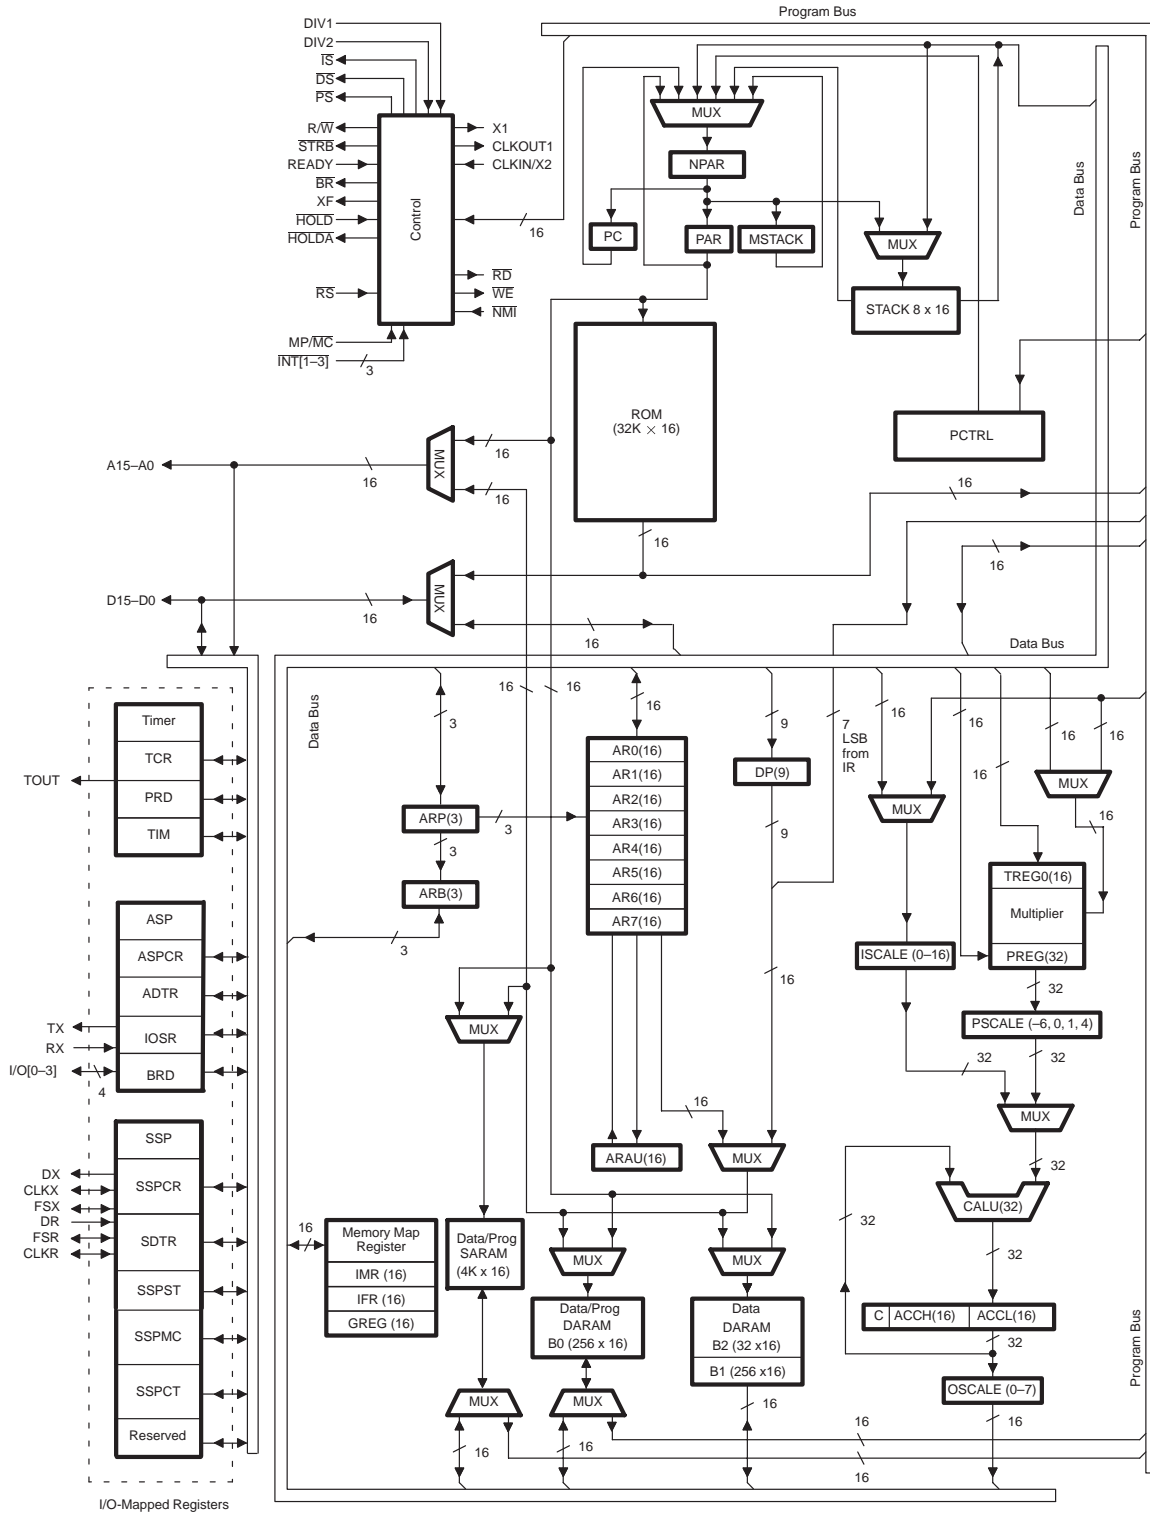 Program Bus
DIV1
DIV2
IS
DS
PS
R/W
STRB
READY
BR
XF
HOLD
HOLDA
RS
MP/MC
INT[1–3]
3
Control
X1
CLKOUT1
CLKIN/X2
16
RD
WE
NMI
MUX
NPAR
PC
PAR
MSTACK
MUX
STACK 8 x 16
Data Bus
Program Bus
ROM
(32K × 16)
PCTRL
A15–A0
16
MUX
16
16
16
16
16
D15–D0
16
MUX
16
Data Bus
Data Bus
16
16
3
16
9
7
LSB
from
IR
16
16
16
16
16
Timer
TCR
PRD
TIM
TOUT
ARP(3)
3
3
ARB(3)
3
AR0(16)
AR1(16)
AR2(16)
AR3(16)
AR4(16)
AR5(16)
AR6(16)
AR7(16)
DP(9)
9
16
MUX
MUX
16
TREG0(16)
Multiplier
PREG(32)
ISCALE (0–16)
32
PSCALE (–6, 0, 1, 4)
32
32
MUX
32
ASP
ASPCR
ADTR
IOSR
BRD
TX
RX
I/O[0–3]
4
MUX
16
ARAU(16)
MUX
CALU(32)
32
32
SSP
SSPCR
SDTR
SSPST
SSPMC
SSPCT
Reserved
DX
CLKX
FSX
DR
FSR
CLKR
16
Memory Map
Register
IMR (16)
IFR (16)
GREG (16)
Data/Prog
SARAM
(4K x 16)
MUX
MUX
Data/Prog
DARAM
B0 (256 x 16)
Data
DARAM
B2 (32 x16)
B1 (256 x16)
C
ACCH(16)
ACCL(16)
32
OSCALE (0–7)
16
MUX
MUX
16
16
16
16
16
Program Bus
I/O-Mapped Registers